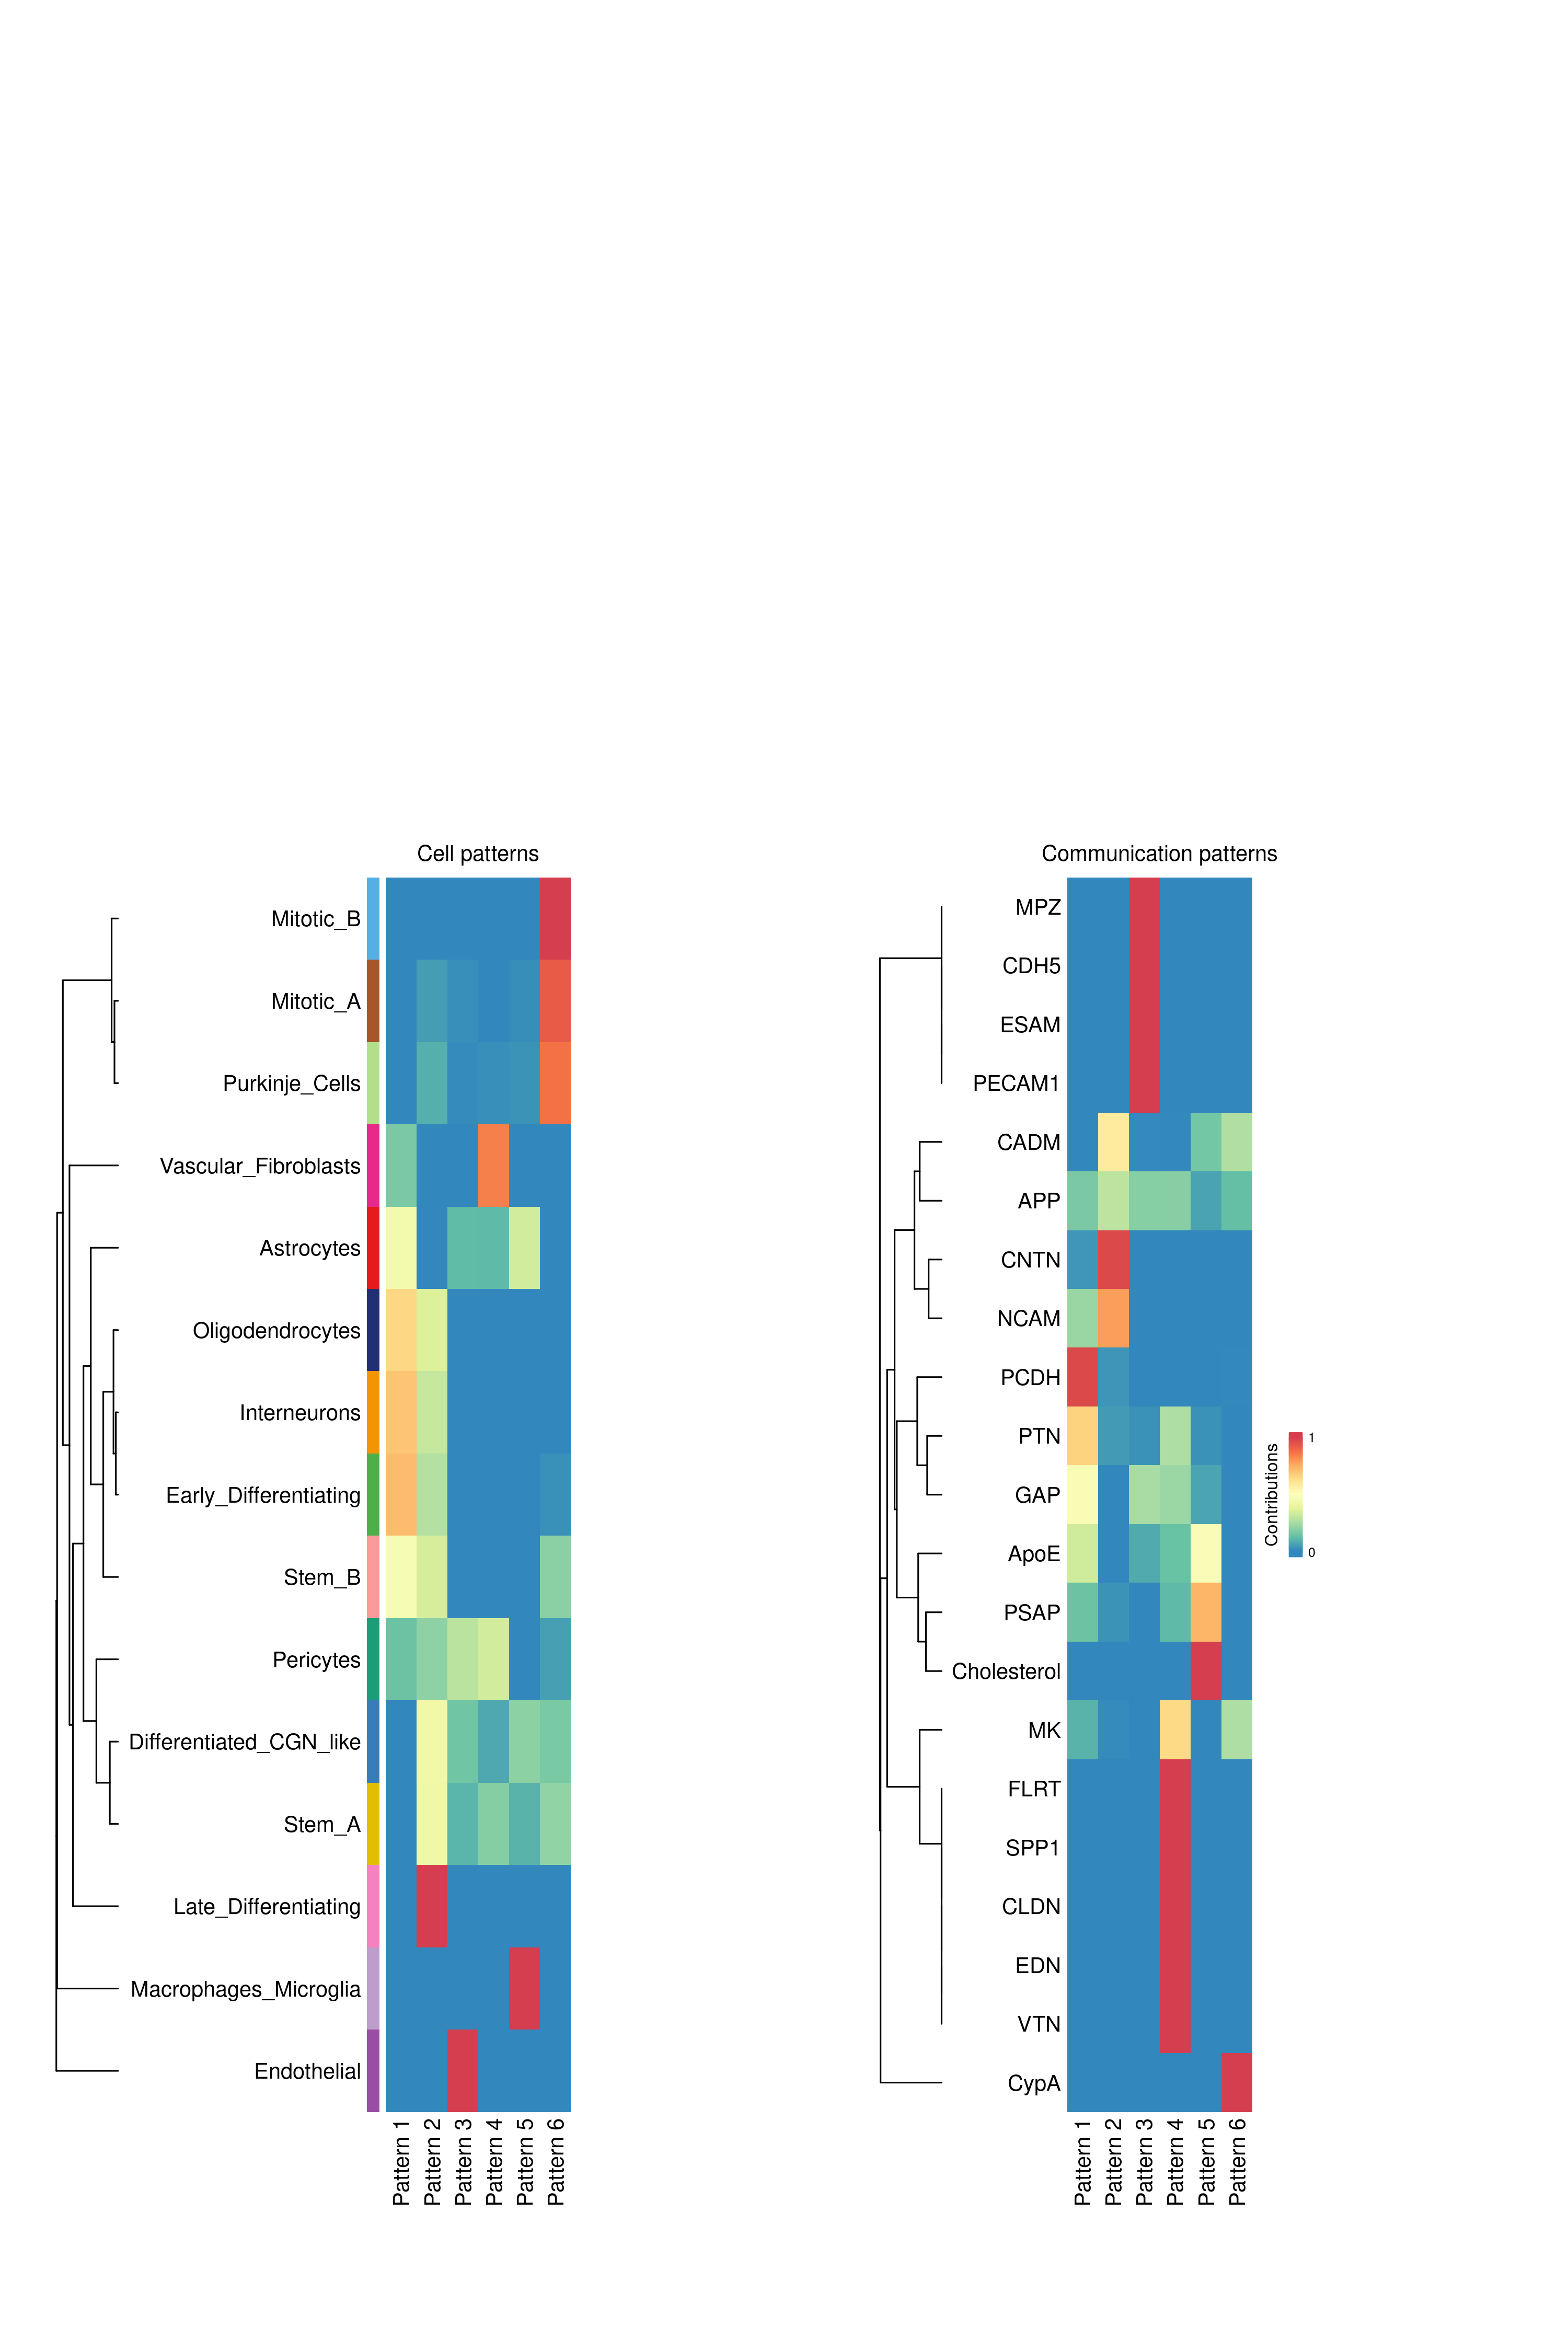 Cell patterns
Mitotic_B
Mitotic_A
Purkinje_Cells
Vascular_Fibroblasts
Astrocytes
Oligodendrocytes
Interneurons
Early_Differentiating
Stem_B
Pericytes
Differentiated_CGN_like
Stem_A
Late_Differentiating
Macrophages_Microglia
Endothelial
Pattern 1
Pattern 2
Pattern 3
Pattern 4
Pattern 5
Pattern 6
Communication patterns
MPZ
CDH5
ESAM
PECAM1
CADM
APP
CNTN
NCAM
PCDH
PTN
GAP
ApoE
PSAP
Cholesterol
MK
FLRT
SPP1
CLDN
EDN
VTN
CypA
Pattern 1
Pattern 2
Pattern 3
Pattern 4
Pattern 5
Pattern 6
Contributions
1
0